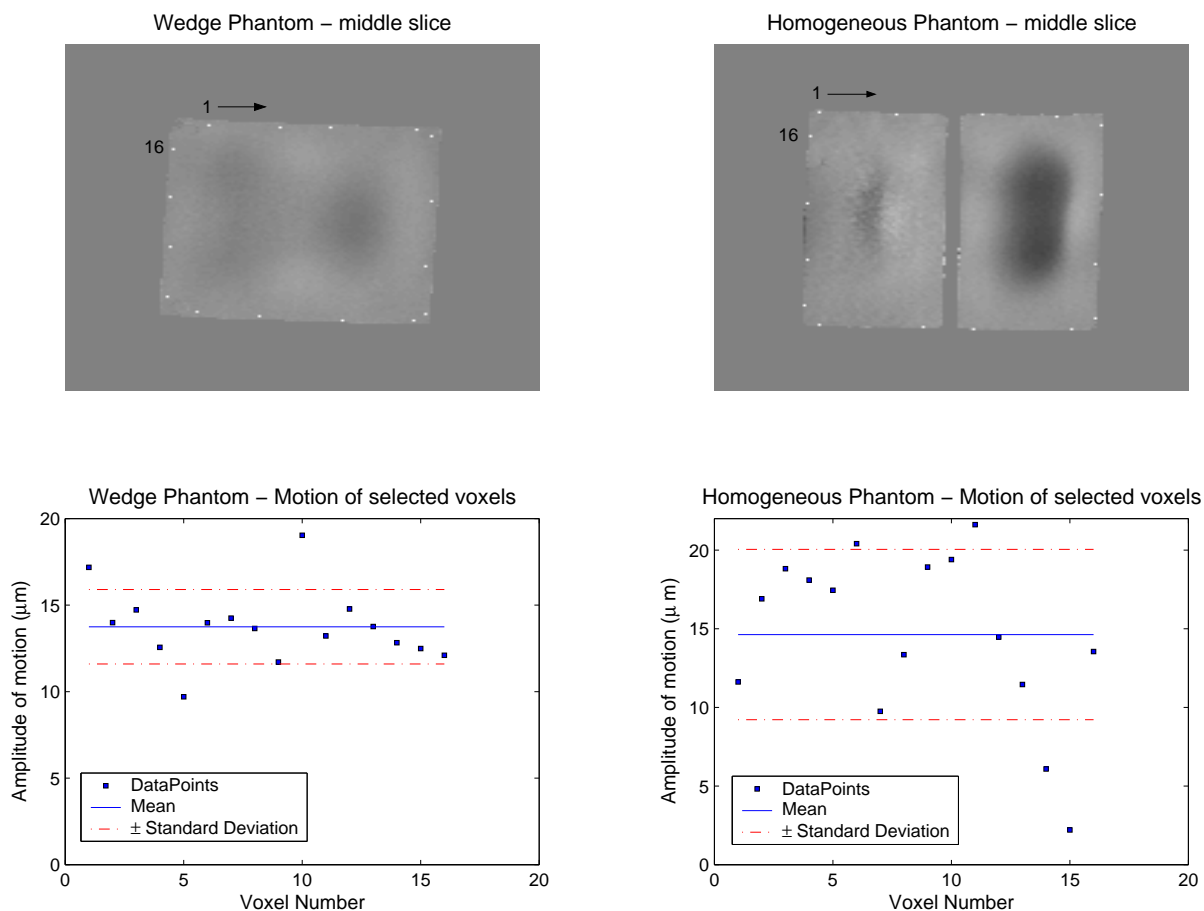 Wedge Phantom – middle slice
1
16
Homogeneous Phantom – middle slice
1
16
Wedge Phantom – Motion of selected voxels
20
15
10
5
0
Amplitude of motion (μm)
DataPoints
Mean
± Standard Deviation
0 5 10 15 20
Voxel Number
Homogeneous Phantom – Motion of selected voxels
20
15
10
5
0
Amplitude of motion (μ m)
DataPoints
Mean
± Standard Deviation
0 5 10 15 20
Voxel Number